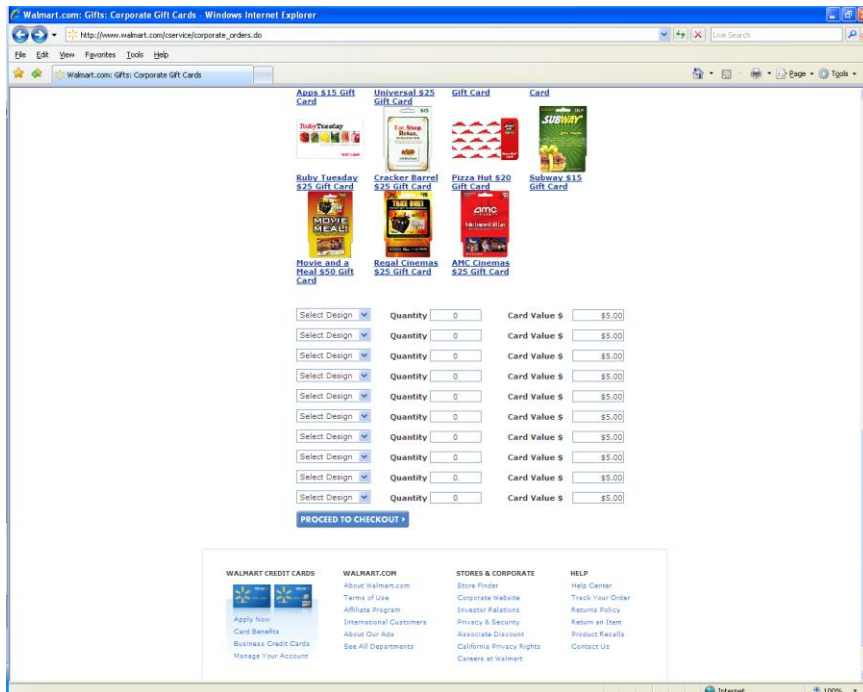 Walmart.com: Gifts: Corporate Gift Cards - Windows Internet Explorer
http://www.walmart.com/cservice/corporate_orders.do
Live Search
File Edit View Favorites Tools Help
Walmart.com: Gifts: Corporate Gift Cards
Page Tools
Apps $15 Gift Card
Universal $25 Gift Card
Gift Card
Card
RubyTuesday
Eat. Shop. Relax.
SUBWAY
Ruby Tuesday $25 Gift Card
Cracker Barrel $25 Gift Card
Pizza Hut $20 Gift Card
Subway $15 Gift Card
MOVIE MEAL!
TAKE ONE!
amc
Movie and a Meal $50 Gift Card
Regal Cinemas $25 Gift Card
AMC Cinemas $25 Gift Card
Select Design Quantity 0 Card Value $ $5.00
Select Design Quantity 0 Card Value $ $5.00
Select Design Quantity 0 Card Value $ $5.00
Select Design Quantity 0 Card Value $ $5.00
Select Design Quantity 0 Card Value $ $5.00
Select Design Quantity 0 Card Value $ $5.00
Select Design Quantity 0 Card Value $ $5.00
Select Design Quantity 0 Card Value $ $5.00
Select Design Quantity 0 Card Value $ $5.00
Select Design Quantity 0 Card Value $ $5.00
PROCEED TO CHECKOUT
WALMART CREDIT CARDS
Apply Now
Card Benefits
Business Credit Cards
Manage Your Account
WALMART.COM
About Walmart.com
Terms of Use
Affiliate Program
International Customers
About Our Ads
See All Departments
STORES & CORPORATE
Store Finder
Corporate Website
Investor Relations
Privacy & Security
Associate Discount
California Privacy Rights
Careers at Walmart
HELP
Help Center
Track Your Order
Returns Policy
Return an Item
Product Recalls
Contact Us
Internet 100%